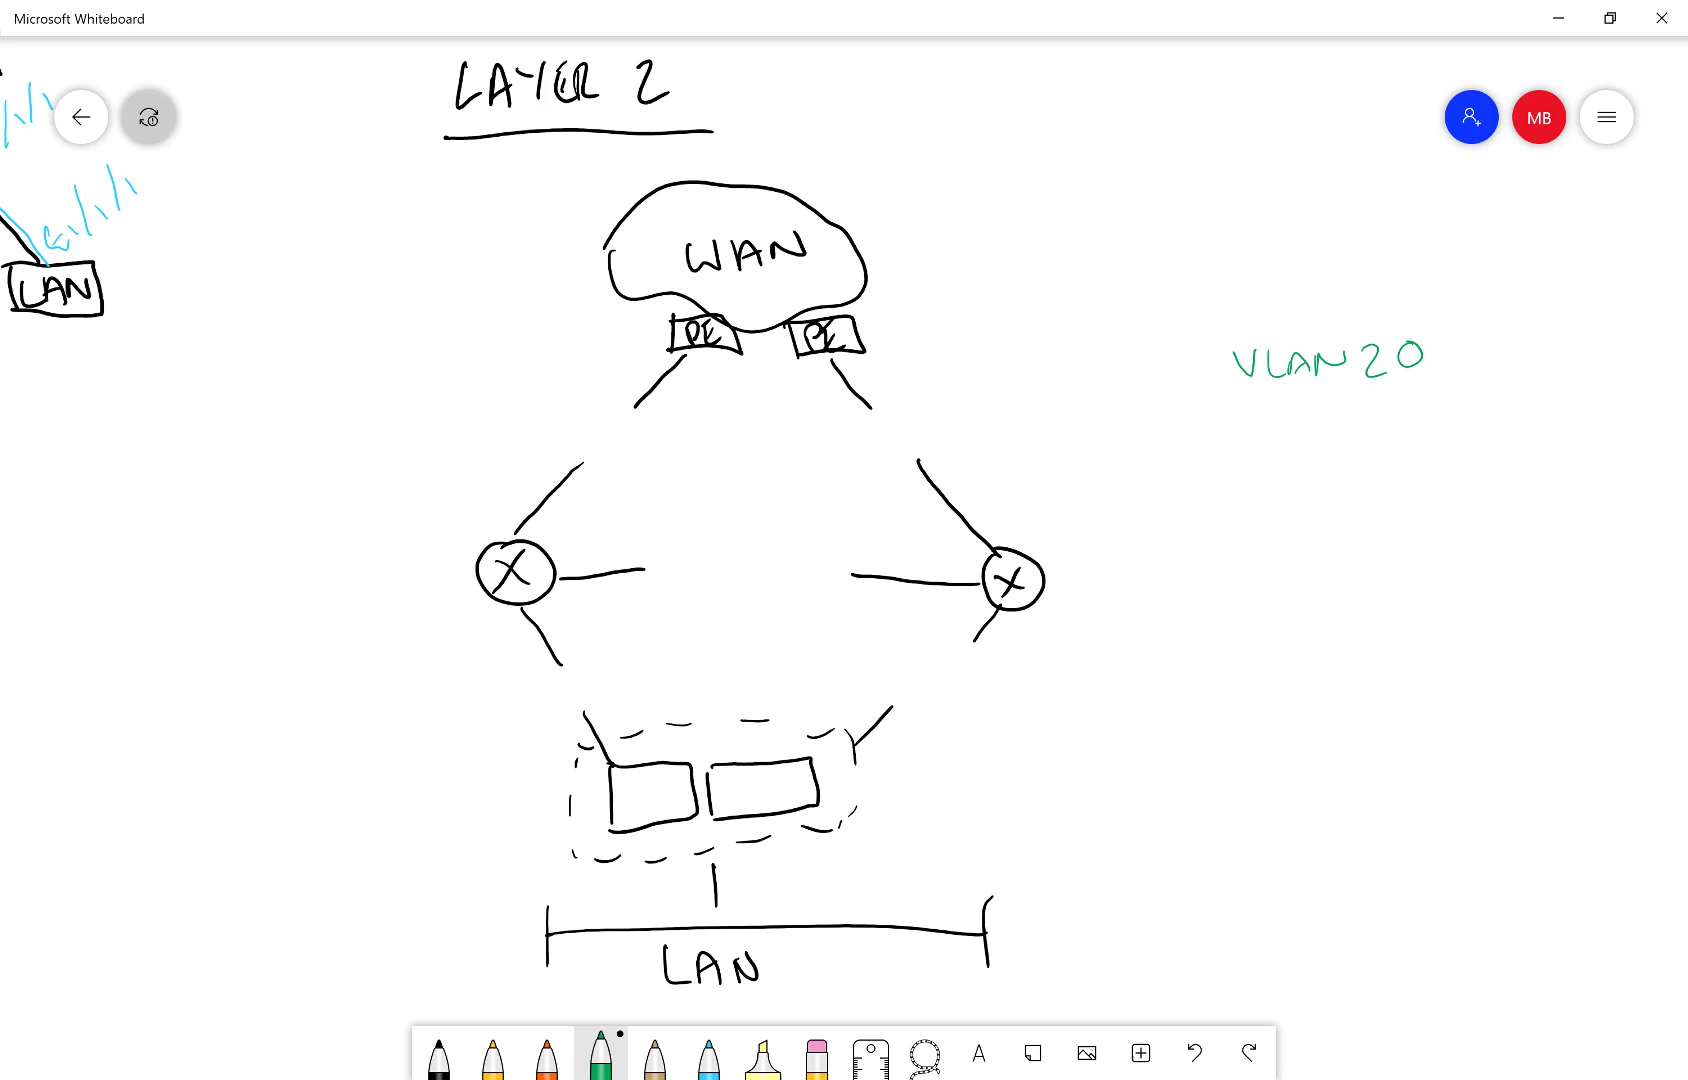 Microsoft Whiteboard
LAYER 2
MB
WAN
LAN
PE PE
VLAN 20
X X
LAN
A